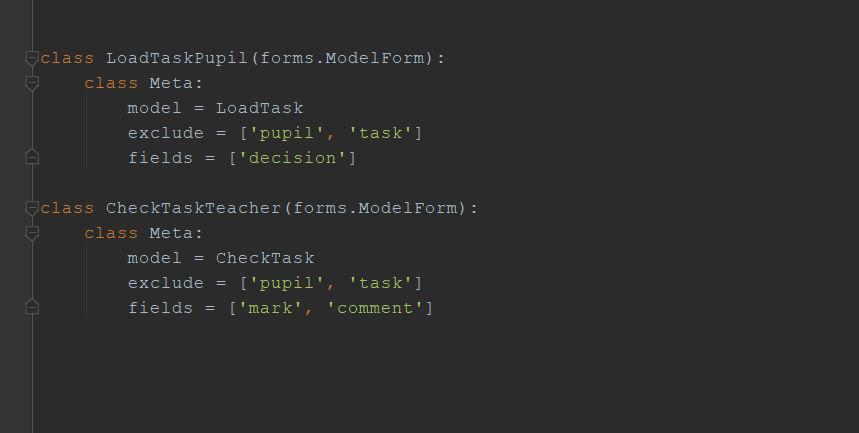 class LoadTaskPupil(forms.ModelForm):
    class Meta:
        model = LoadTask
        exclude = ['pupil', 'task']
        fields = ['decision']

class CheckTaskTeacher(forms.ModelForm):
    class Meta:
        model = CheckTask
        exclude = ['pupil', 'task']
        fields = ['mark', 'comment']